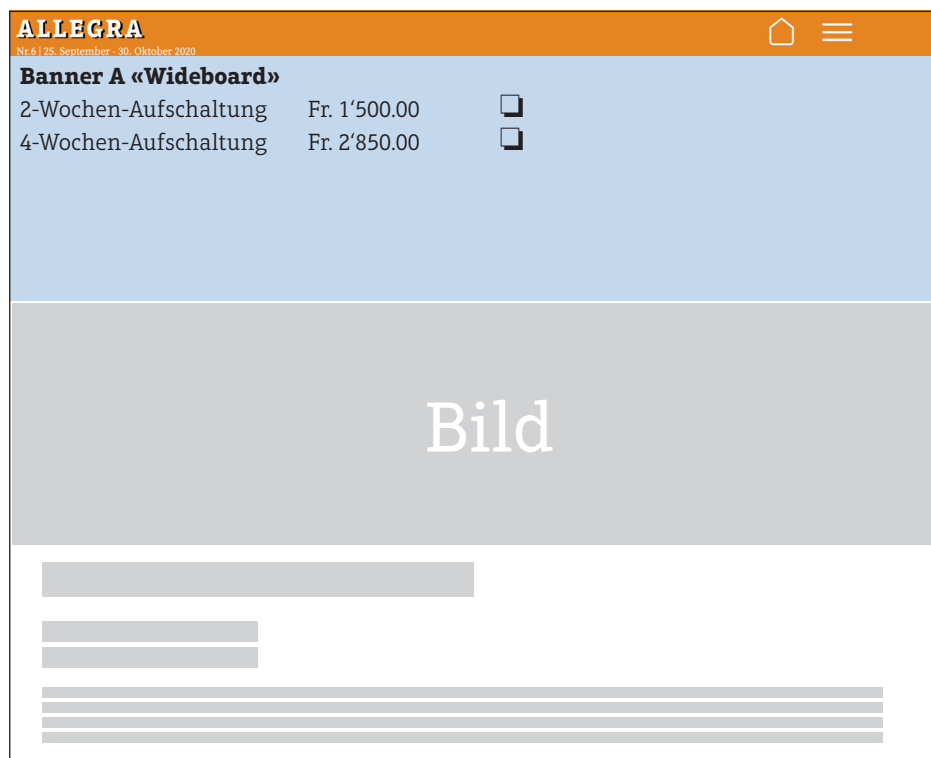 ALLEGRA
Nr.6 | 25. September - 30. Oktober 2020
Banner A «Wideboard»
2-Wochen-Aufschaltung Fr. 1‘500.00 ❏
4-Wochen-Aufschaltung Fr. 2‘850.00 ❏
Bild